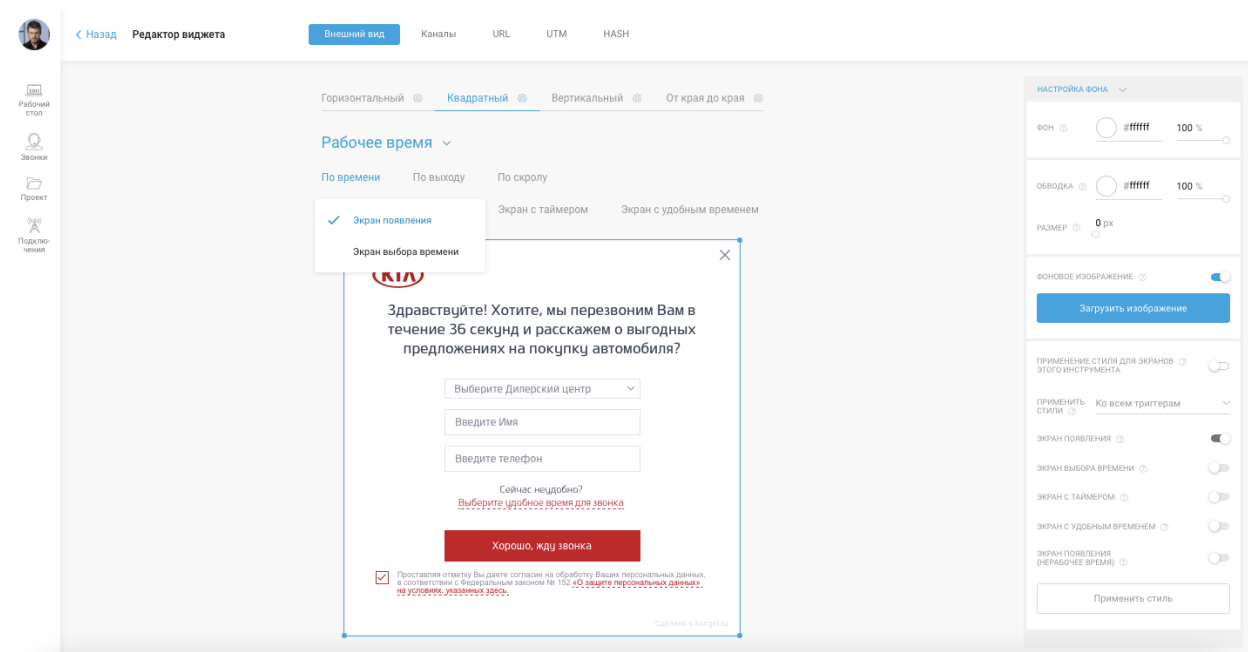 Назад Редактор виджета Внешний вид Каналы URL UTM HASH
Рабочий
стол
Звонки
Проект
Подклю-
чения
Горизонтальный Квадратный Вертикальный От края до края
Рабочее время
По времени По выходу По скролу
Экран с таймером Экран с удобным временем
Экран появления
Экран выбора времени
KIA
Здравствуйте! Хотите, мы перезвоним Вам в
течение 36 секунд и расскажем о выгодных
предложениях на покупку автомобиля?
Выберите Дилерский центр
Введите Имя
Введите телефон
Сейчас неудобно?
Выберите удобное время для звонка
Хорошо, жду звонка
Проставляя отметку Вы даете согласие на обработку Ваших персональных данных,
в соответствии с Федеральным законом № 152 «О защите персональных данных»
на условиях, указанных здесь.
Сделано в konget.ru
НАСТРОЙКА ФОНА
ФОН #ffffff 100 %
ОБВОДКА #ffffff 100 %
РАЗМЕР 0 px
ФОНОВОЕ ИЗОБРАЖЕНИЕ
Загрузить изображение
ПРИМЕНЕНИЕ СТИЛЯ ДЛЯ ЭКРАНОВ
ЭТОГО ИНСТРУМЕНТА
ПРИМЕНИТЬ
СТИЛИ Ко всем триггерам
ЭКРАН ПОЯВЛЕНИЯ
ЭКРАН ВЫБОРА ВРЕМЕНИ
ЭКРАН С ТАЙМЕРОМ
ЭКРАН С УДОБНЫМ ВРЕМЕНЕМ
ЭКРАН ПОЯВЛЕНИЯ
(НЕРАБОЧЕЕ ВРЕМЯ)
Применить стиль